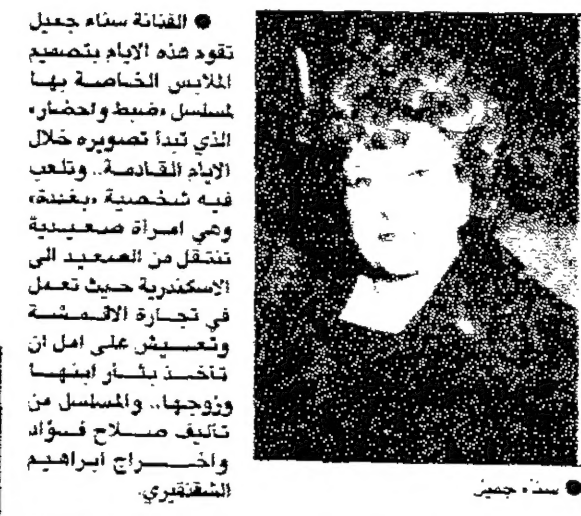 ● الفنانة سناء جميل
تقوم هذه الايام بتصميم
الملابس الخاصة بها
لمسلسل «ضبط واحضار»
الذي تبدأ تصويره خلال
الايام القادمة.. وتلعب
فيه شخصية «بغندة»
وهي امرأة صعيدية
تنتقل من الصعيد الى
الاسكندرية حيث تعمل
في تجارة الاقمشة
وتعيش على امل ان
تأخذ بثأر ابنها
وزوجها.. والمسلسل من
تأليف صلاح فؤاد
واخراج ابراهيم
الشقنقيري.
● سناء جميل